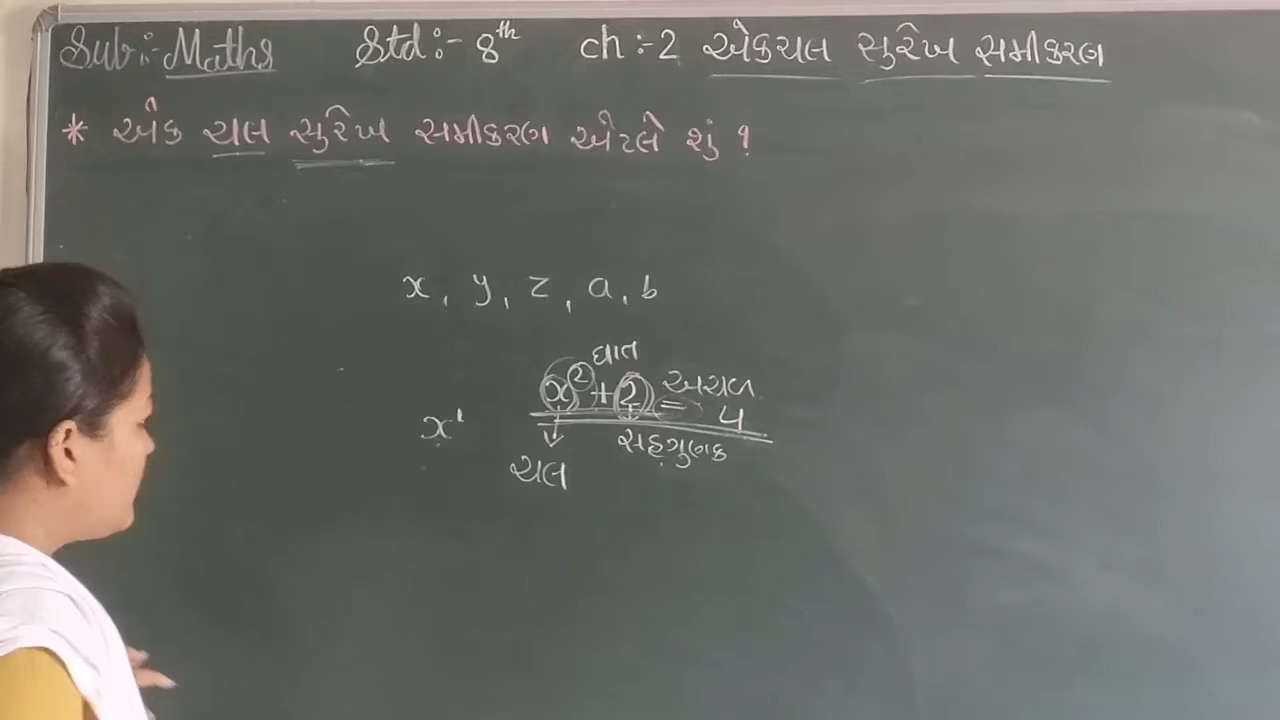 Sub:- Maths Std:- 8th ch:-2 એકચલ સુરેખ સમીકરણ
* એક ચલ સુરેખ સમીકરણ એટલે શું ?
x, y, z, a, b
ઘાત
x² + 2 = 4 અચળ
x¹
સહગુણક
ચલ